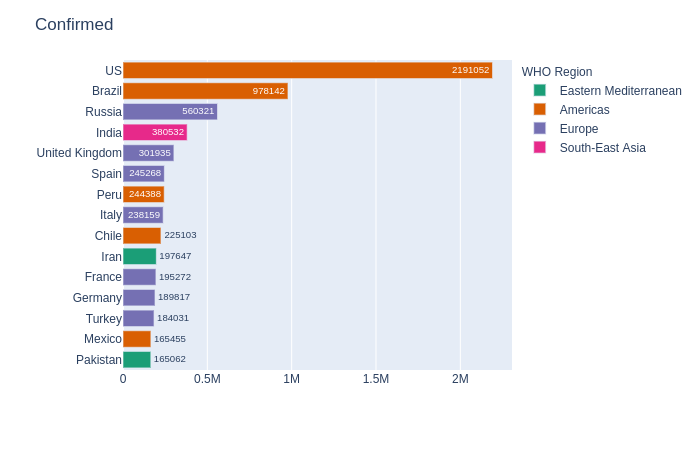 Confirmed
US 2191052
Brazil 978142
Russia 560321
India 380532
United Kingdom 301935
Spain 245268
Peru 244388
Italy 238159
Chile 225103
Iran 197647
France 195272
Germany 189817
Turkey 184031
Mexico 165455
Pakistan 165062
0 0.5M 1M 1.5M 2M
WHO Region
Eastern Mediterranean
Americas
Europe
South-East Asia